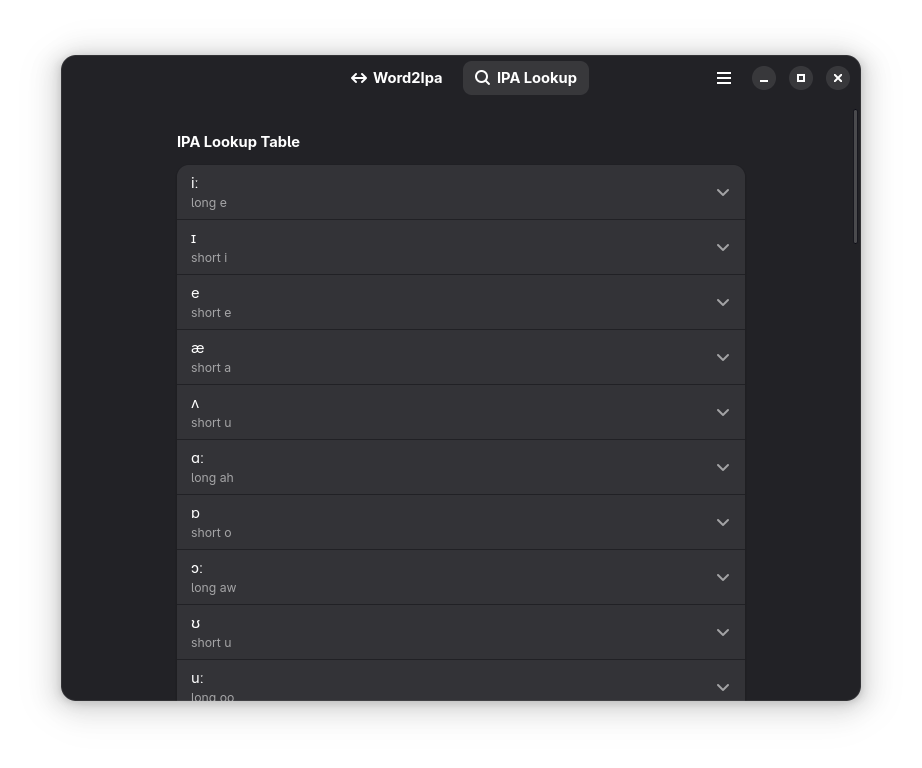 Word2Ipa
IPA Lookup
IPA Lookup Table
iː
long e
ɪ
short i
e
short e
æ
short a
ʌ
short u
ɑː
long ah
ɒ
short o
ɔː
long aw
ʊ
short u
uː
long oo